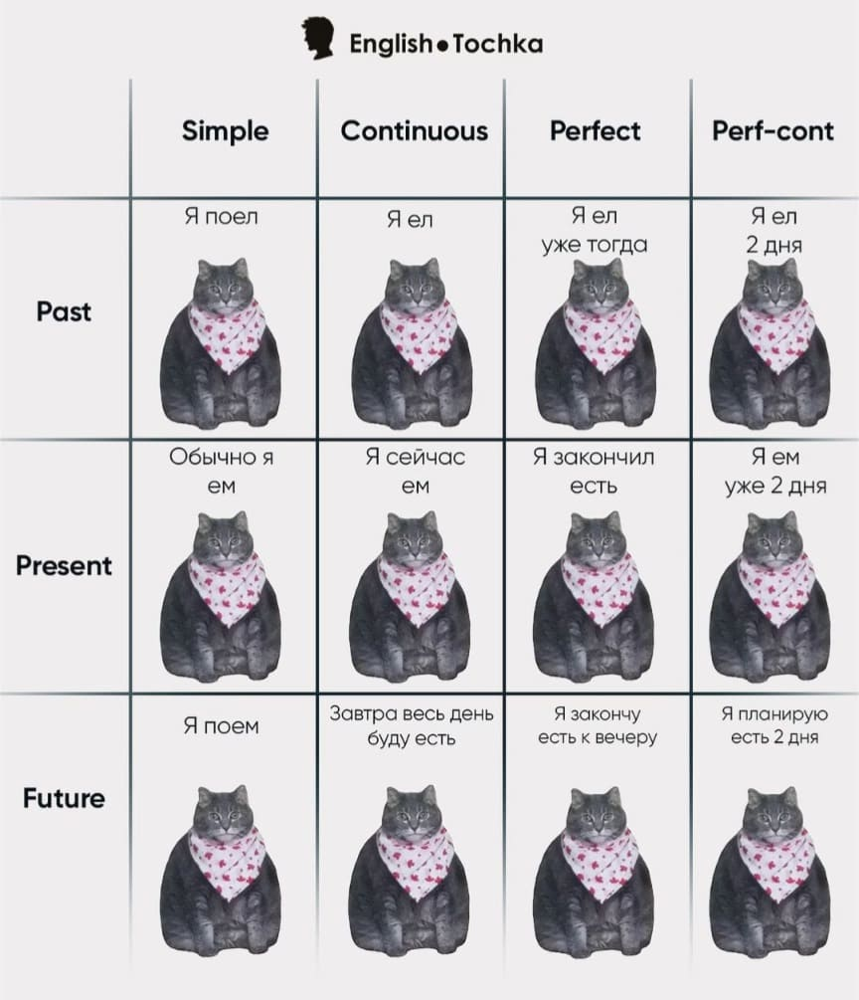 English•Tochka
Simple Continuous Perfect Perf-cont
Past
Я поел
Я ел
Я ел
уже тогда
Я ел
2 дня
Present
Обычно я
ем
Я сейчас
ем
Я закончил
есть
Я ем
уже 2 дня
Future
Я поем
Завтра весь день
буду есть
Я закончу
есть к вечеру
Я планирую
есть 2 дня